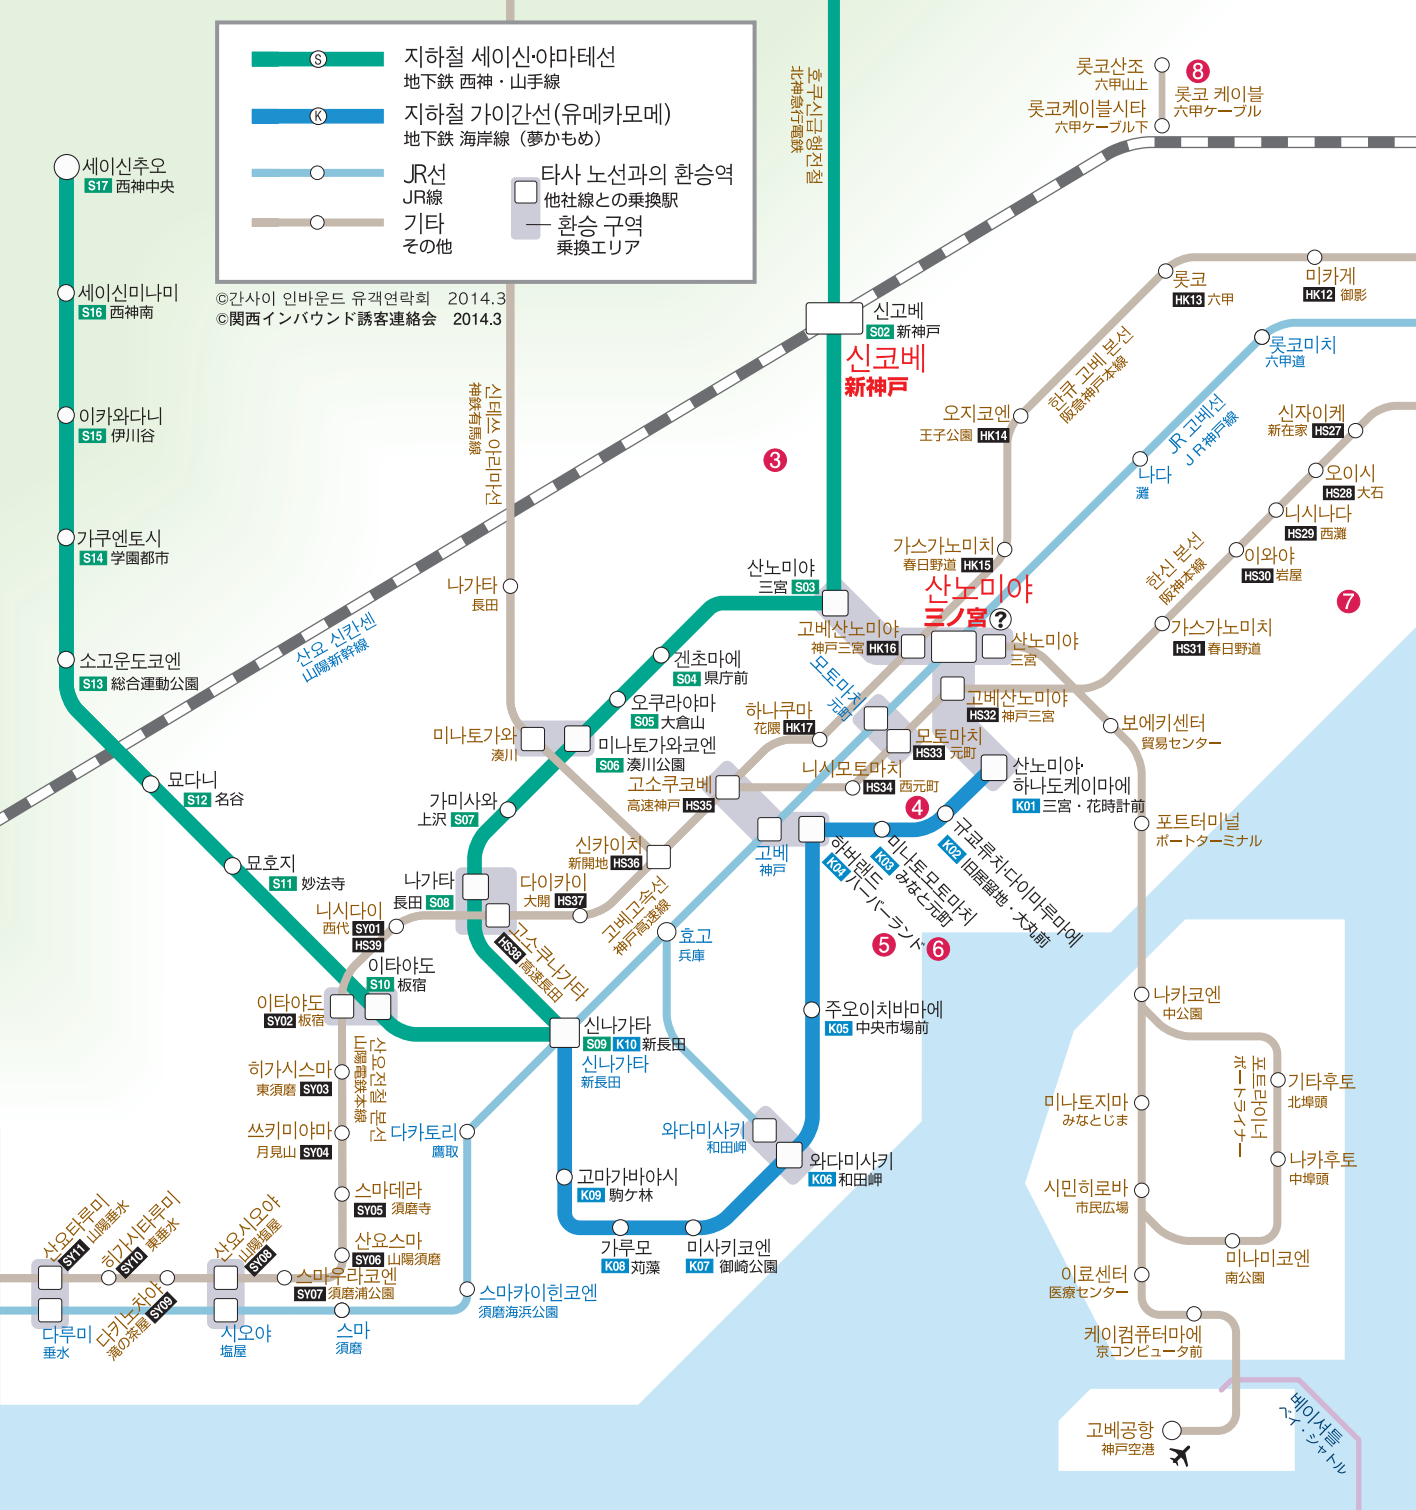 S
지하철 세이신·야마테선
地下鉄 西神・山手線
K
지하철 가이간선(유메카모메)
地下鉄 海岸線（夢かもめ）
JR선
JR線
기타
その他
타사 노선과의 환승역
他社線との乗換駅
환승 구역
乗換エリア
©간사이 인바운드 유객연락회 2014.3
©関西インバウンド誘客連絡会 2014.3
호쿠신급행전철
北神急行電鉄
롯코산조
六甲山上
8
롯코 케이블
六甲ケーブル
롯코케이블시타
六甲ケーブル下
세이신추오
S17 西神中央
세이신미나미
S16 西神南
이카와다니
S15 伊川谷
가쿠엔토시
S14 学園都市
소고운도코엔
S13 総合運動公園
묘다니
S12 名谷
묘호지
S11 妙法寺
이타야도
S10 板宿
신나가타
S09 K10 新長田
신나가타
新長田
신고베
S02 新神戸
신코베
新神戸
롯코
HK13 六甲
미카게
HK12 御影
한큐 고베 본선
阪急神戸本線
롯코미치
六甲道
JR 고베선
ＪＲ神戸線
오지코엔
王子公園 HK14
신자이케
新在家 HS27
나다
灘
오이시
HS28 大石
니시나다
HS29 西灘
이와야
HS30 岩屋
한신 본선
阪神本線
가스가노미치
HS31 春日野道
7
3
신테쓰 아리마선
神鉄有馬線
산요 신칸센
山陽新幹線
나가타
長田
산노미야
三宮 S03
가스가노미치
春日野道 HK15
산노미야
三ノ宮
?
고베산노미야
神戸三宮 HK16
산노미야
三宮
모토마치
元町
겐초마에
S04 県庁前
오쿠라야마
S05 大倉山
미나토가와코엔
S06 湊川公園
미나토가와
湊川
하나쿠마
花隈 HK17
고베산노미야
HS32 神戸三宮
모토마치
HS33 元町
니시모토마치
HS34 西元町
산노미야·
하나도케이마에
K01 三宮・花時計前
보에키센터
貿易センター
포트터미널
ポートターミナル
고소쿠코베
高速神戸 HS35
가미사와
上沢 S07
신카이치
新開地 HS36
고베
神戸
하버랜드
K04 ハーバーランド
미나토모토마치
K03 みなと元町
4
규쿄류치·다이마루마에
K02 旧居留地・大丸前
5
6
나가타
長田 S08
다이카이
大開 HS37
고베고속선
神戸高速線
니시다이
西代 SY01
HS39
고소쿠나가타
HS38 高速長田
효고
兵庫
주오이치바마에
K05 中央市場前
이타야도
SY02 板宿
산요전철 본선
山陽電鉄本線
히가시스마
東須磨 SY03
쓰키미야마
月見山 SY04
스마데라
SY05 須磨寺
산요스마
SY06 山陽須磨
스마우라코엔
SY07 須磨浦公園
산요시오야
SY08 山陽塩屋
다키노차야
滝の茶屋 SY09
히가시타루미
SY10 東垂水
산요타루미
SY11 山陽垂水
다루미
垂水
시오야
塩屋
스마
須磨
스마카이힌코엔
須磨海浜公園
다카토리
鷹取
와다미사키
和田岬
와다미사키
K06 和田岬
고마가바야시
K09 駒ケ林
가루모
K08 苅藻
미사키코엔
K07 御崎公園
나카코엔
中公園
포트라이너
ポートライナー
기타후토
北埠頭
미나토지마
みなとじま
나카후토
中埠頭
시민히로바
市民広場
미나미코엔
南公園
이료센터
医療センター
케이컴퓨터마에
京コンピュータ前
고베공항
神戸空港
베이셔틀
ベイ・シャトル